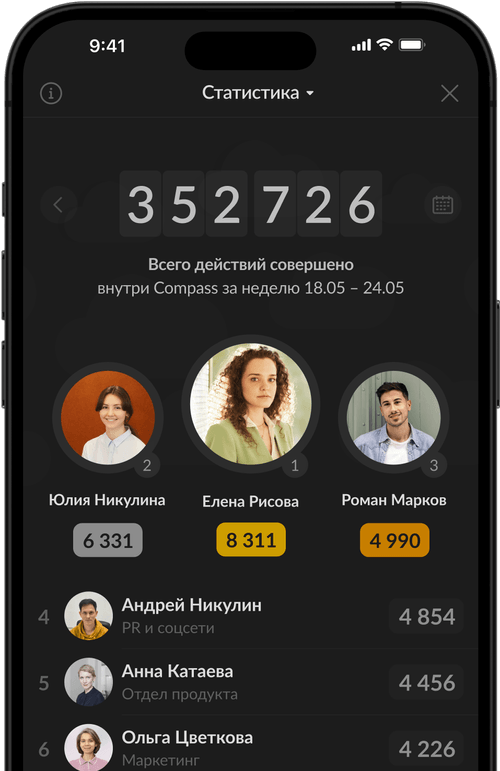 9:41
Статистика
352 726
Всего действий совершено
внутри Compass за неделю 18.05 – 24.05
2
1
3
Юлия Никулина
Елена Рисова
Роман Марков
6 331
8 311
4 990
4
Андрей Никулин
4 854
PR и соцсети
5
Анна Катаева
4 456
Отдел продукта
6
Ольга Цветкова
4 226
Маркетинг